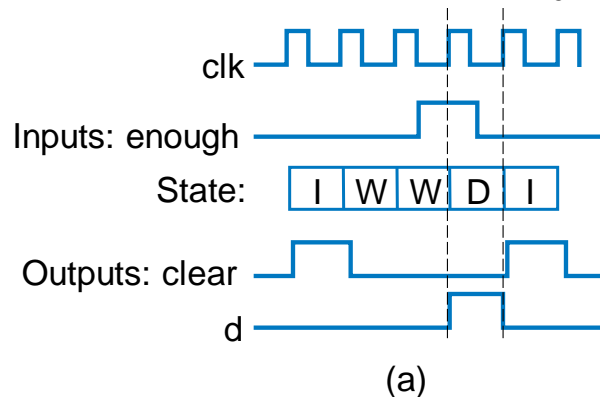 clk
Inputs: enough
State: I W W D I
Outputs: clear
d
(a)